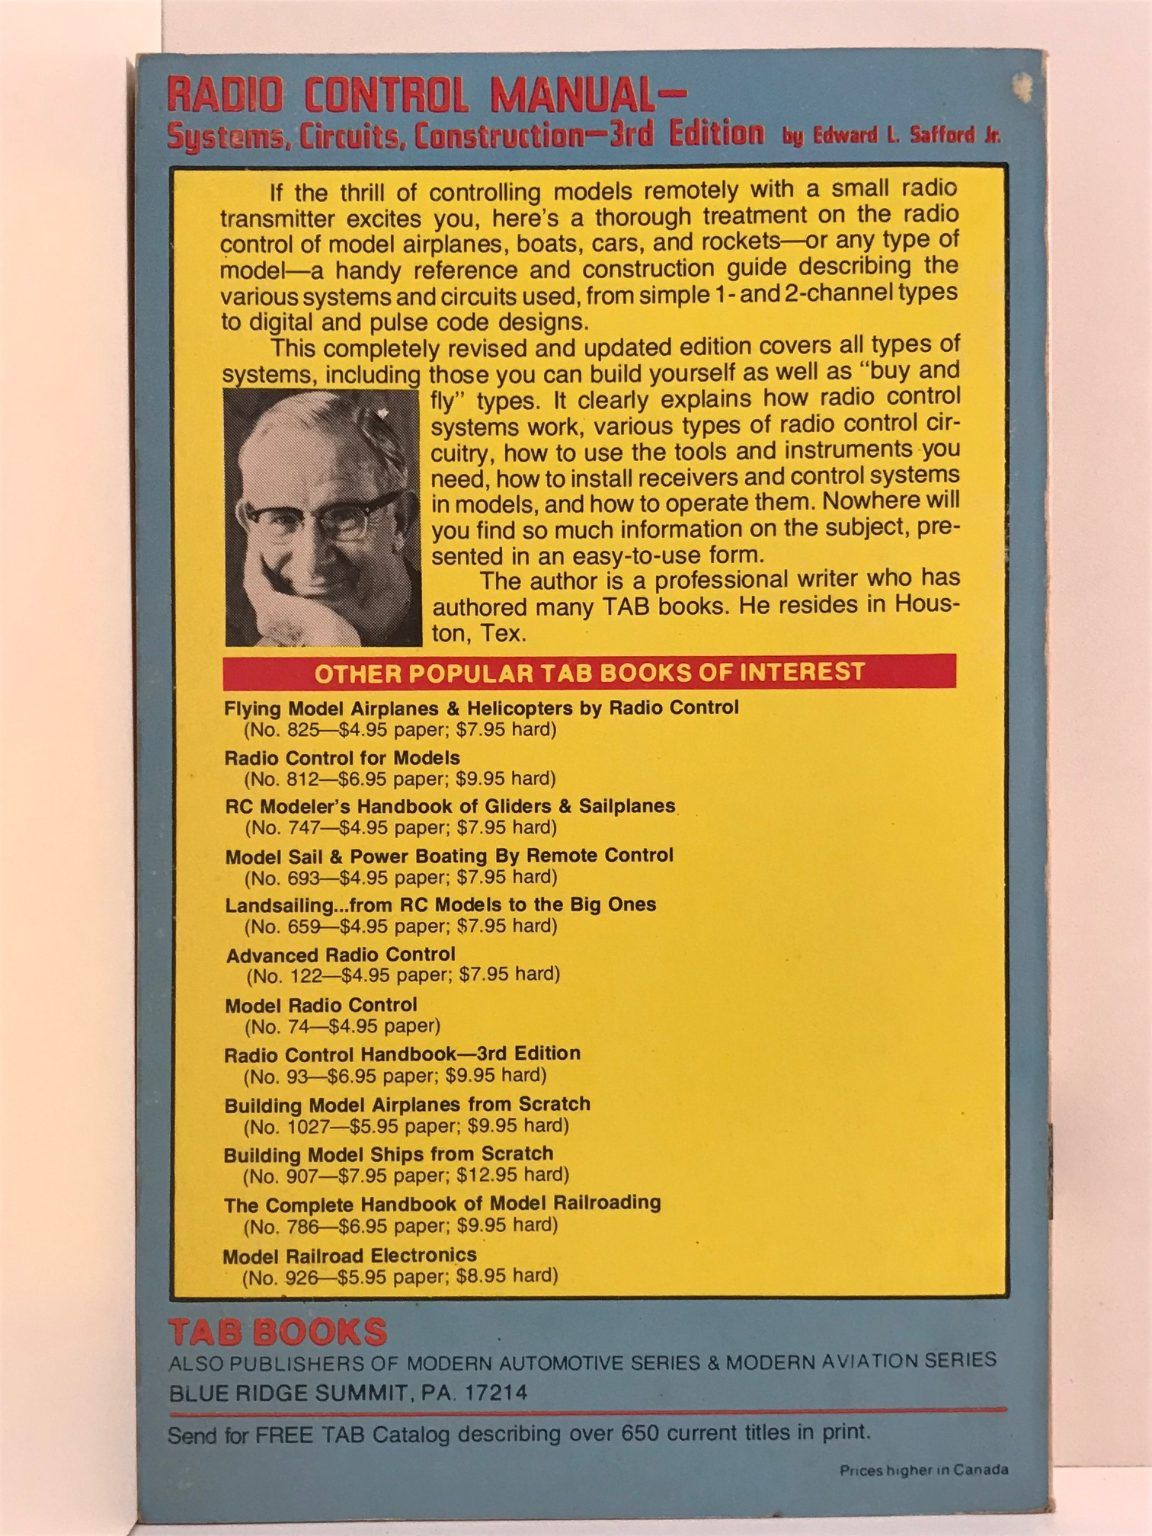 RADIO CONTROL MANUAL—
Systems, Circuits, Construction—3rd Edition by Edward L. Safford Jr.
If the thrill of controlling models remotely with a small radio
transmitter excites you, here's a thorough treatment on the radio
control of model airplanes, boats, cars, and rockets—or any type of
model—a handy reference and construction guide describing the
various systems and circuits used, from simple 1- and 2-channel types
to digital and pulse code designs.
This completely revised and updated edition covers all types of
systems, including those you can build yourself as well as “buy and
fly” types. It clearly explains how radio control
systems work, various types of radio control cir-
cuitry, how to use the tools and instruments you
need, how to install receivers and control systems
in models, and how to operate them. Nowhere will
you find so much information on the subject, pre-
sented in an easy-to-use form.
The author is a professional writer who has
authored many TAB books. He resides in Hous-
ton, Tex.
OTHER POPULAR TAB BOOKS OF INTEREST
Flying Model Airplanes & Helicopters by Radio Control
(No. 825—$4.95 paper; $7.95 hard)
Radio Control for Models
(No. 812—$6.95 paper; $9.95 hard)
RC Modeler's Handbook of Gliders & Sailplanes
(No. 747—$4.95 paper; $7.95 hard)
Model Sail & Power Boating By Remote Control
(No. 693—$4.95 paper; $7.95 hard)
Landsailing...from RC Models to the Big Ones
(No. 659—$4.95 paper; $7.95 hard)
Advanced Radio Control
(No. 122—$4.95 paper; $7.95 hard)
Model Radio Control
(No. 74—$4.95 paper)
Radio Control Handbook—3rd Edition
(No. 93—$6.95 paper; $9.95 hard)
Building Model Airplanes from Scratch
(No. 1027—$5.95 paper; $9.95 hard)
Building Model Ships from Scratch
(No. 907—$7.95 paper; $12.95 hard)
The Complete Handbook of Model Railroading
(No. 786—$6.95 paper; $9.95 hard)
Model Railroad Electronics
(No. 926—$5.95 paper; $8.95 hard)
TAB BOOKS
ALSO PUBLISHERS OF MODERN AUTOMOTIVE SERIES & MODERN AVIATION SERIES
BLUE RIDGE SUMMIT, PA. 17214
Send for FREE TAB Catalog describing over 650 current titles in print.
Prices higher in Canada